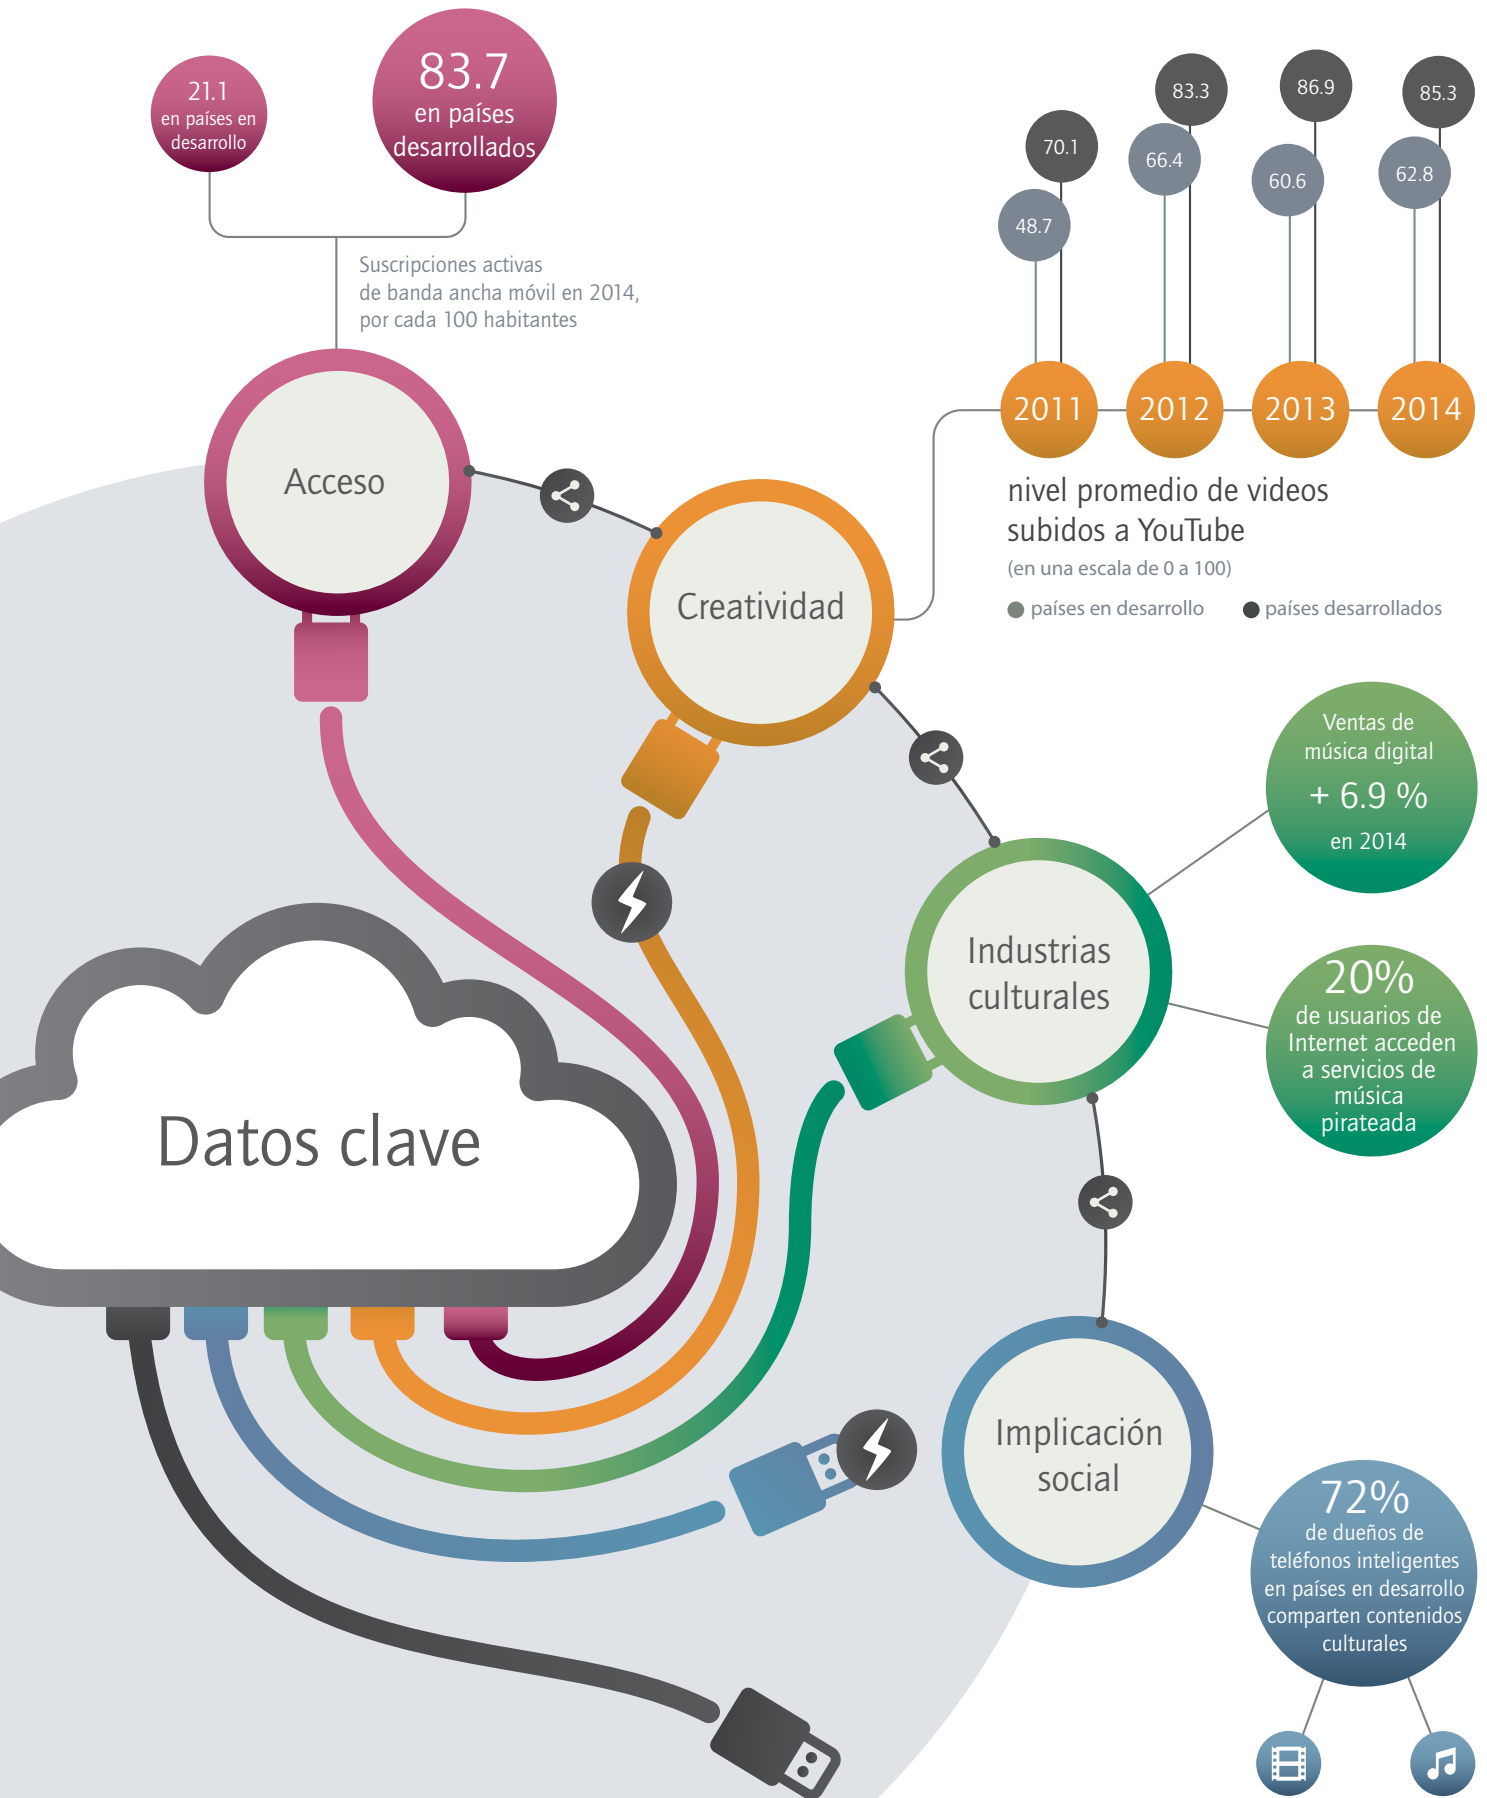 21.1
en países en
desarrollo
83.7
en países
desarrollados
Suscripciones activas
de banda ancha móvil en 2014,
por cada 100 habitantes
Acceso
70.1
48.7
83.3
66.4
86.9
60.6
85.3
62.8
2011
2012
2013
2014
nivel promedio de videos
subidos a YouTube
(en una escala de 0 a 100)
países en desarrollo
países desarrollados
Creatividad
Ventas de
música digital
+ 6.9 %
en 2014
Industrias
culturales
20%
de usuarios de
Internet acceden
a servicios de
música
pirateada
Datos clave
Implicación
social
72%
de dueños de
teléfonos inteligentes
en países en desarrollo
comparten contenidos
culturales